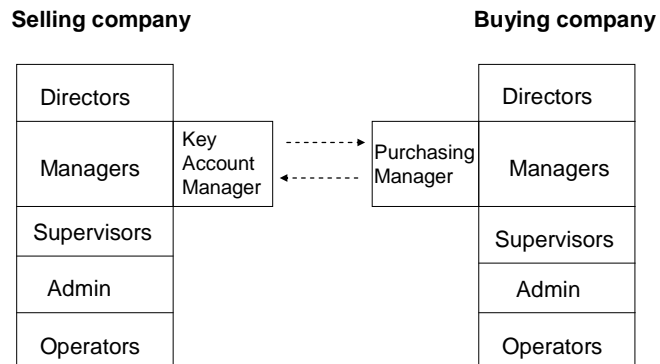 Selling company
Buying company
Directors
Managers
Key
Account
Manager
Supervisors
Admin
Operators
Directors
Purchasing
Manager
Managers
Supervisors
Admin
Operators